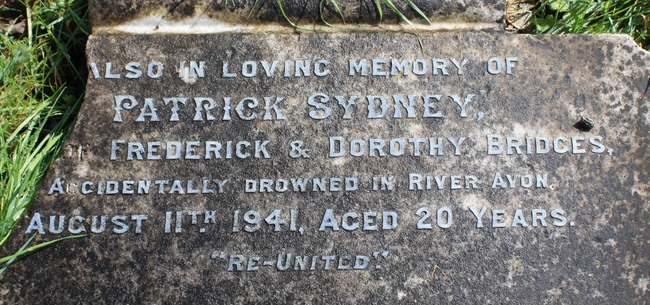 ALSO IN LOVING MEMORY OF
PATRICK SYDNEY,
OF FREDERICK & DOROTHY BRIDGES,
ACCIDENTALLY DROWNED IN RIVER AVON,
AUGUST 11TH. 1941, AGED 20 YEARS.
"RE-UNITED"